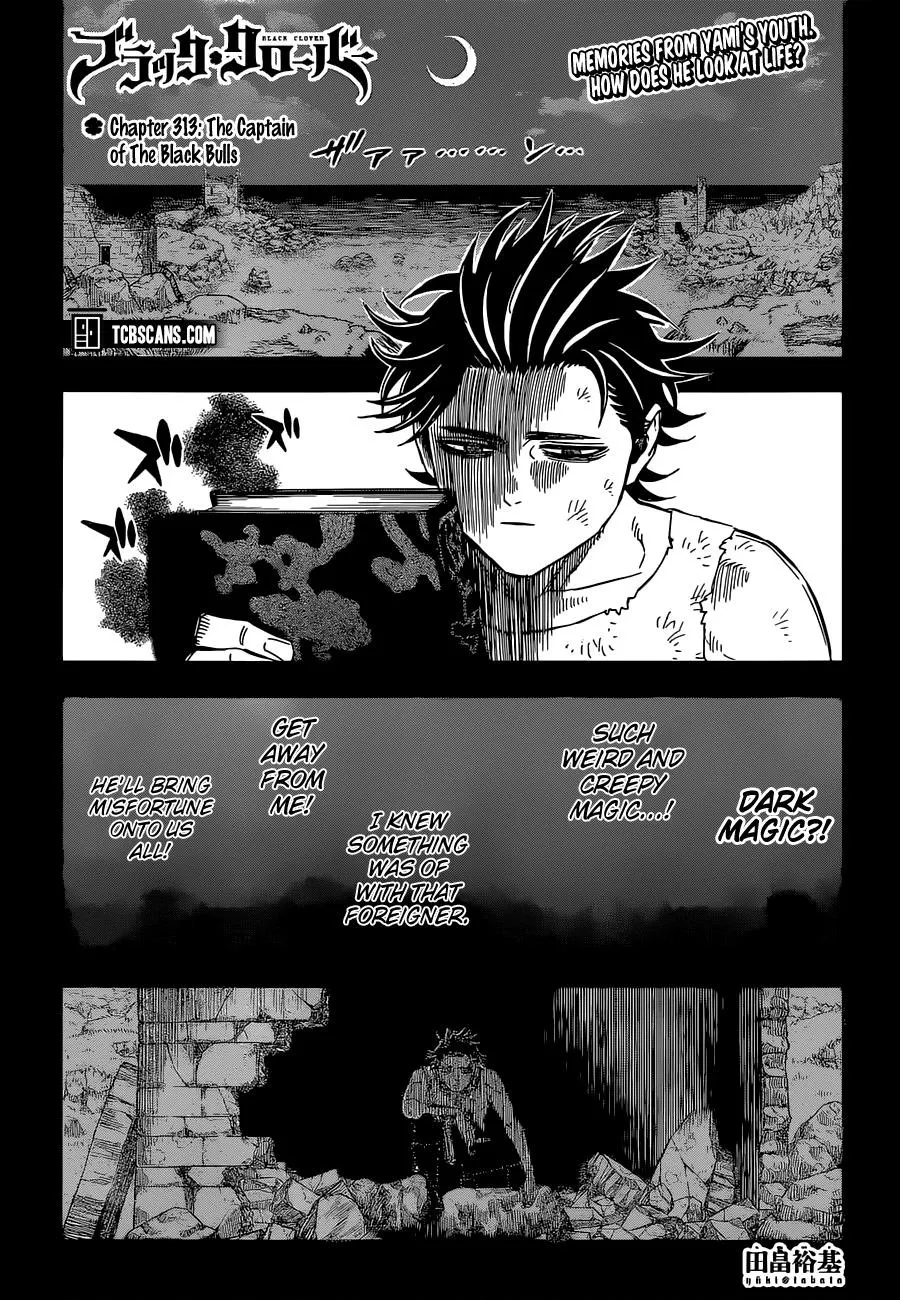 BLACK CLOVER
ブラック・クローバー
MEMORIES FROM YAMI'S YOUTH.
HOW DOES HE LOOK AT LIFE?
Chapter 313: The Captain
of The Black Bulls
ザァァ……ン…
TCBSCANS.COM
ズズズ
DARK
MAGIC?!
SUCH
WEIRD AND
CREEPY
MAGIC...!
GET
AWAY
FROM
ME!
I KNEW
SOMETHING
WAS OF
WITH THAT
FOREIGNER.
HE'LL BRING
MISFORTUNE
ONTO US
ALL!
田畠裕基
yūki tabata